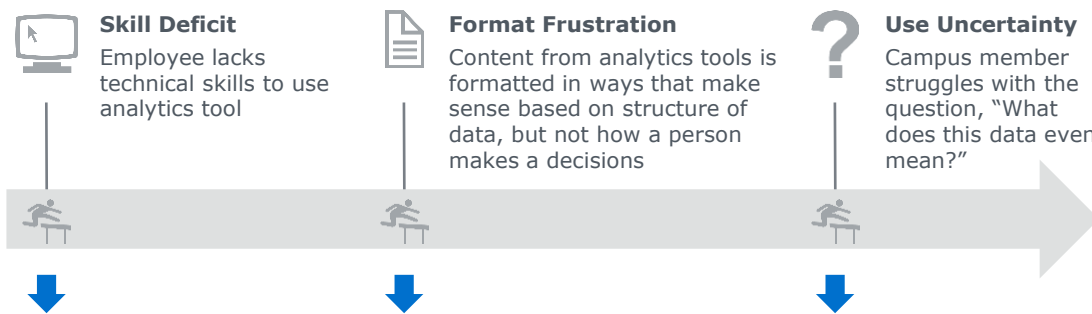 Skill Deficit
Employee lacks
technical skills to use
analytics tool
Format Frustration
Content from analytics tools is
formatted in ways that make
sense based on structure of
data, but not how a person
makes a decisions
Use Uncertainty
Campus member
struggles with the
question, “What
does this data even
mean?”